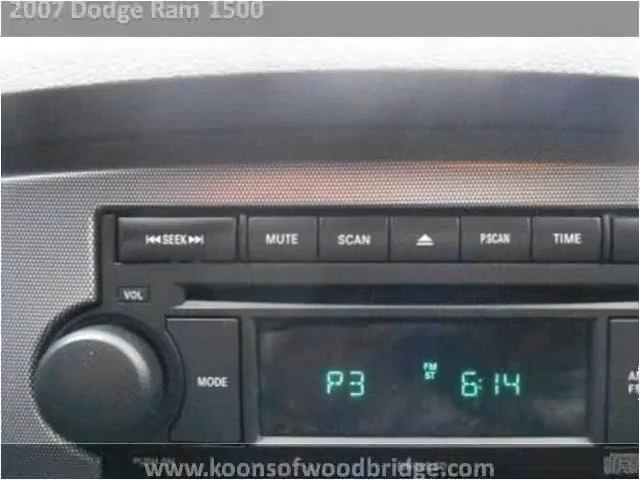 2007 Dodge Ram 1500
SEEK MUTE SCAN PSCAN TIME
VOL
MODE P3 FM ST 6:14
www.koonsofwoodbridge.com